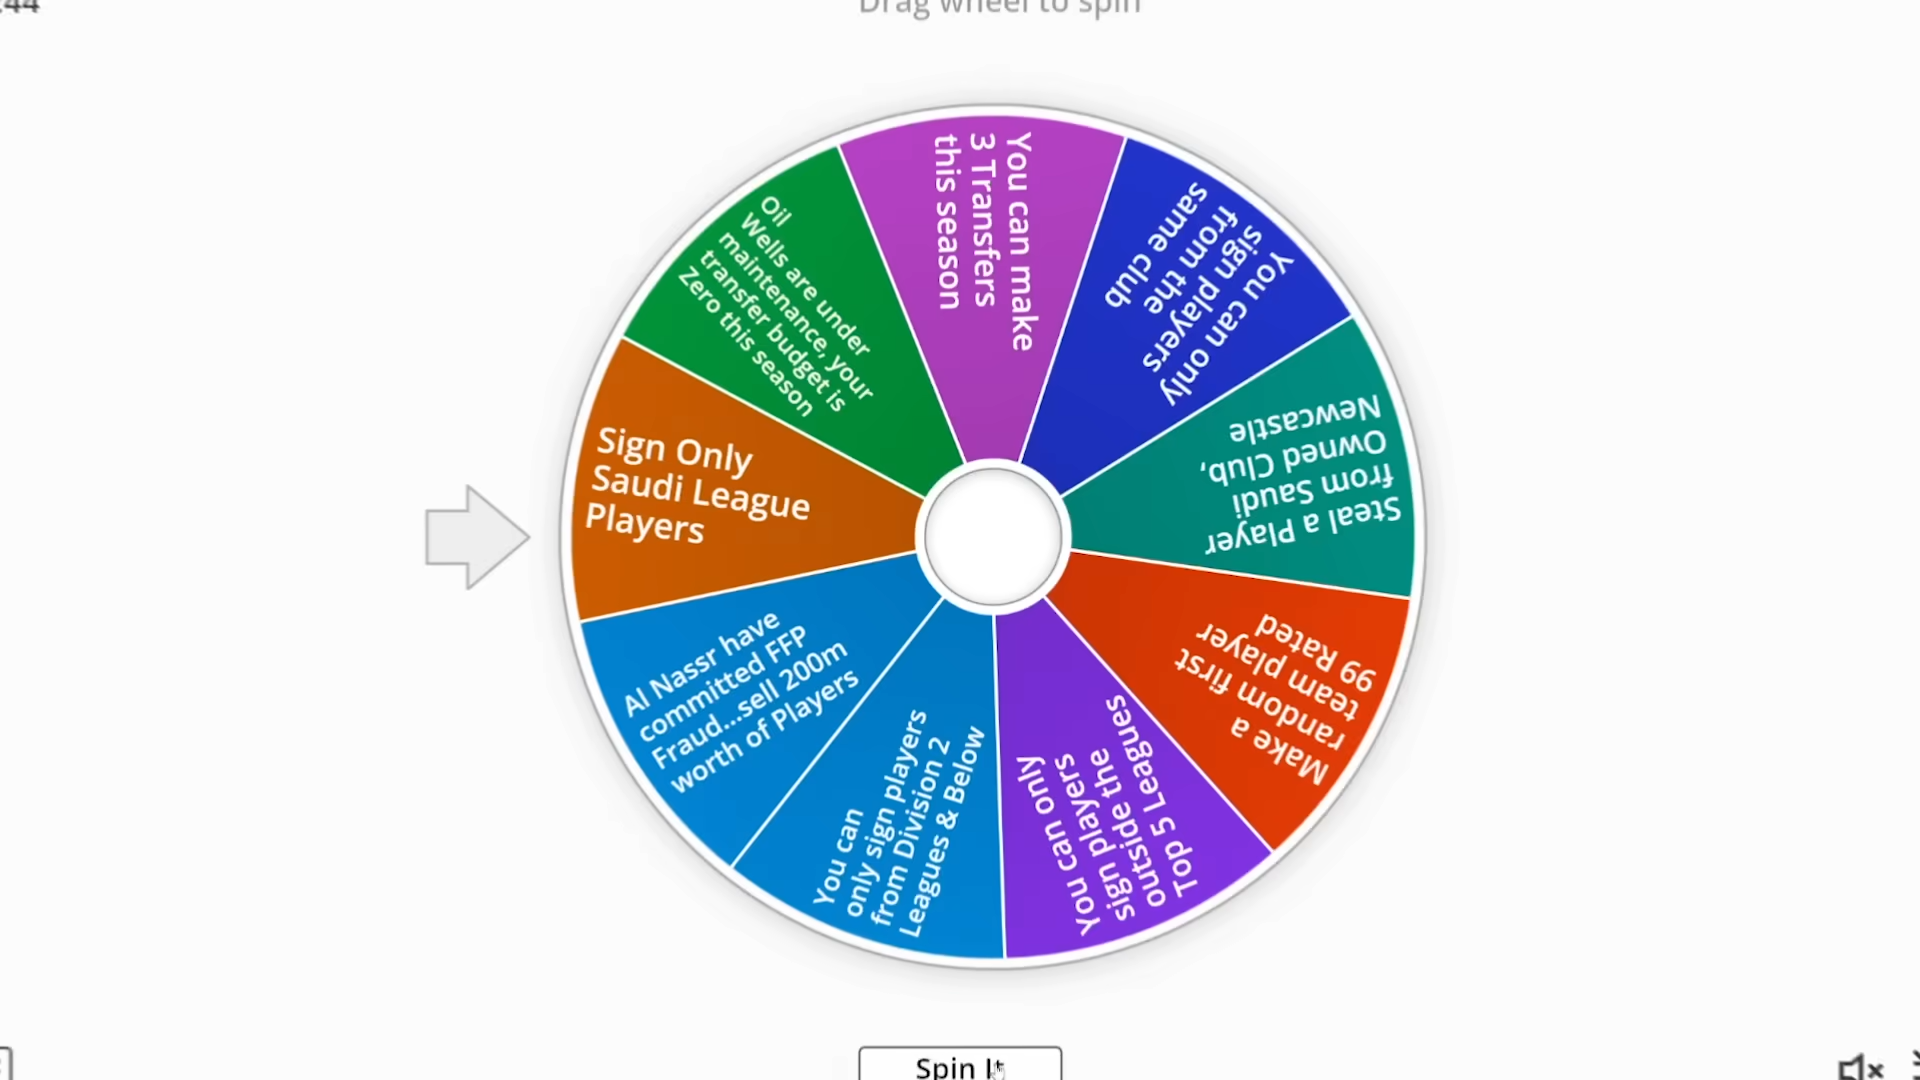 44
Drag wheel to spin
You can make
3 Transfers
this season
You can only
sign players
from the
same club
Steal a Player
from Saudi
Owned Club,
Newcastle
Make a
random first
team player
99 Rated
You can only
sign players
outside the
Top 5 Leagues
You can
only sign players
from Division 2
Leagues & Below
Al Nassr have
committed FFP
Fraud...sell 200m
worth of Players
Sign Only
Saudi League
Players
Oil
Wells are under
maintenance, your
transfer budget is
Zero this season
Spin It